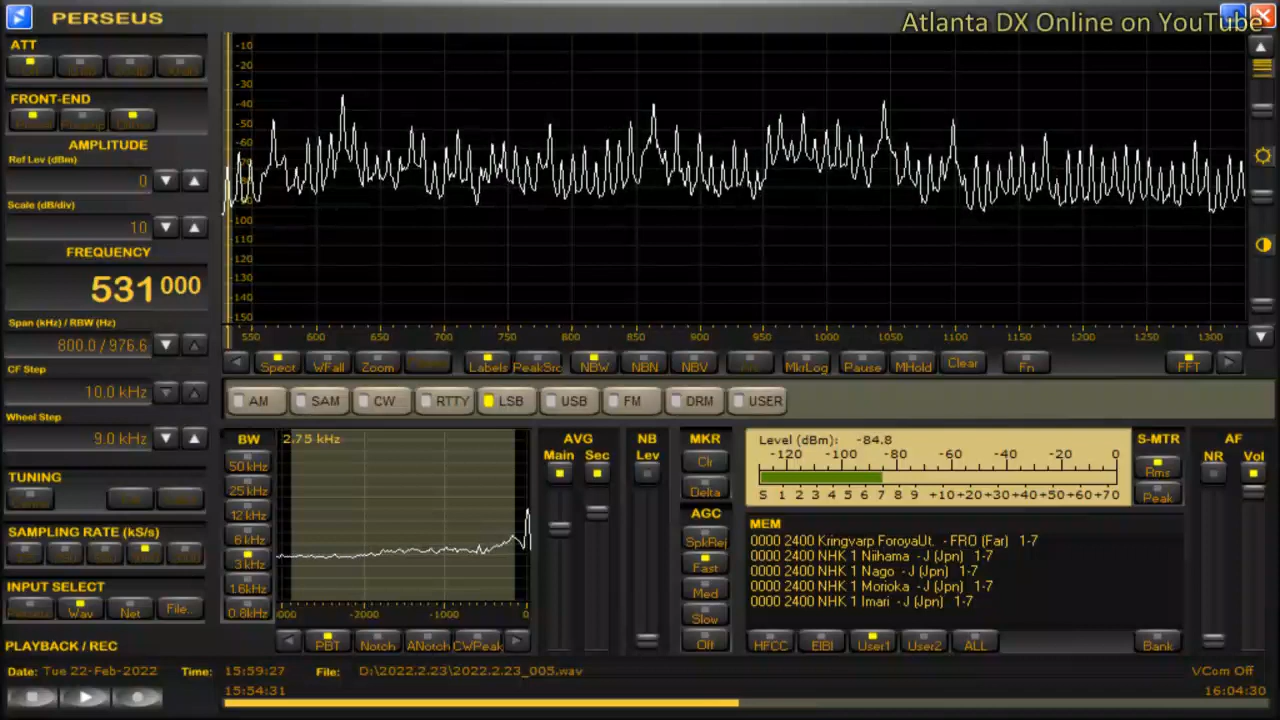 PERSEUS
Atlanta DX Online on YouTube
ATT
FRONT-END
AMPLITUDE
Ref Lev (dBm)
0
Scale (dB/div)
10
FREQUENCY
531 000
Span (kHz) / RBW (Hz)
800.0 / 976.6
CF Step
10.0 kHz
Wheel Step
9.0 kHz
TUNING
SAMPLING RATE (kS/s)
INPUT SELECT
Wav Net File..
-10
-20
-30
-40
-50
-60
-100
-110
-120
-130
-140
-150
550 600 650 700 750 800 850 900 950 1000 1050 1100 1150 1200 1250 1300
Spect WFall Zoom Labels PeakSrc NBW NBN NBV MkrLog Pause MHold Clear Fn FFT
AM SAM CW RTTY LSB USB FM DRM USER
BW
50 kHz
25 kHz
12 kHz
6 kHz
3 kHz
1.6kHz
0.8kHz
2.75 kHz
-2000 -1000 0
PBT Notch ANotch CWPeak
AVG
Main Sec
NB
Lev
MKR
Clr
Delta
AGC
SpkRej
Fast
Med
Slow
Off
Level (dBm): -84.8
-120 -100 -80 -60 -40 -20 0
S 1 2 3 4 5 6 7 8 9 +10+20+30+40+50+60+70
S-MTR
Rms
Peak
AF
NR Vol
MEM
0000 2400 Kringvarp ForoyaUt. - FRO (Far) 1-7
0000 2400 NHK 1 Niihama - J (Jpn) 1-7
0000 2400 NHK 1 Nago - J (Jpn) 1-7
0000 2400 NHK 1 Morioka - J (Jpn) 1-7
0000 2400 NHK 1 Imari - J (Jpn) 1-7
HFCC EIBI User1 User2 ALL Bank
PLAYBACK / REC
Date: Tue 22-Feb-2022 Time: 15:59:27 File: D:\2022.2.23\2022.2.23_005.wav VCom Off
15:54:31 16:04:30